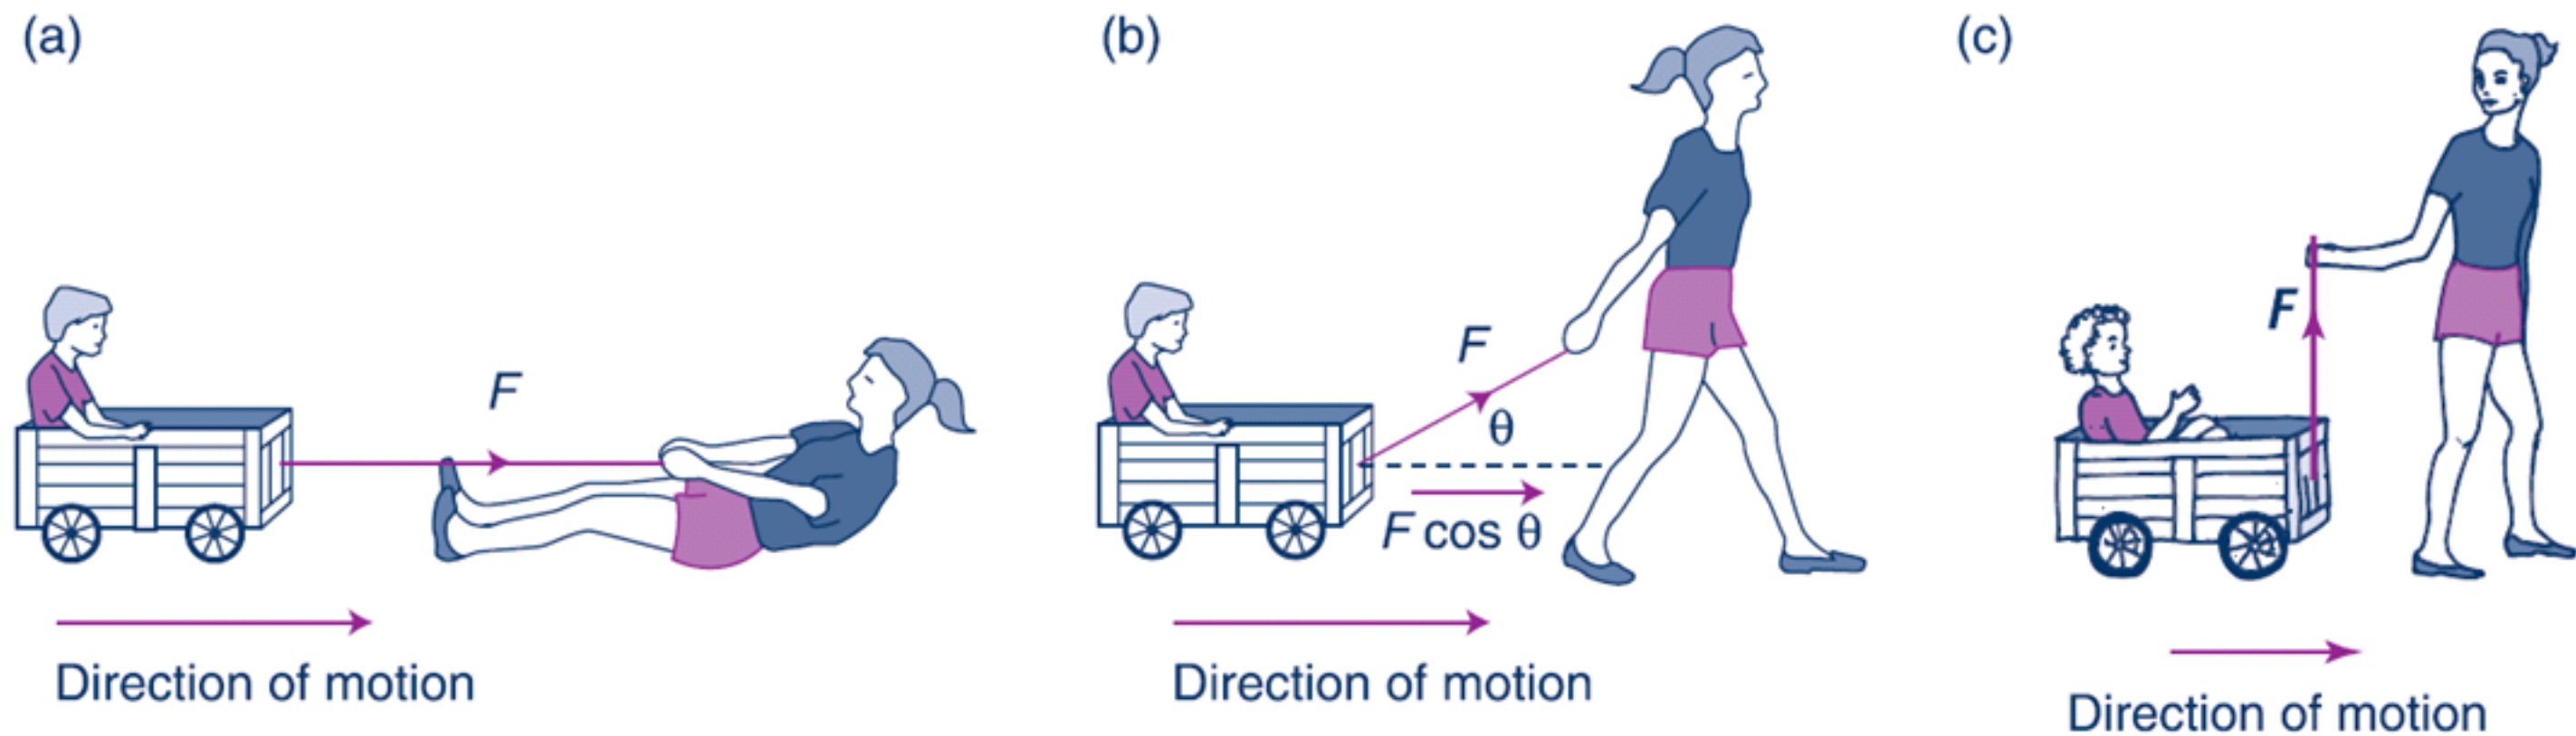 (a)
F
Direction of motion
(b)
F
θ
F cos θ
Direction of motion
(c)
F
Direction of motion